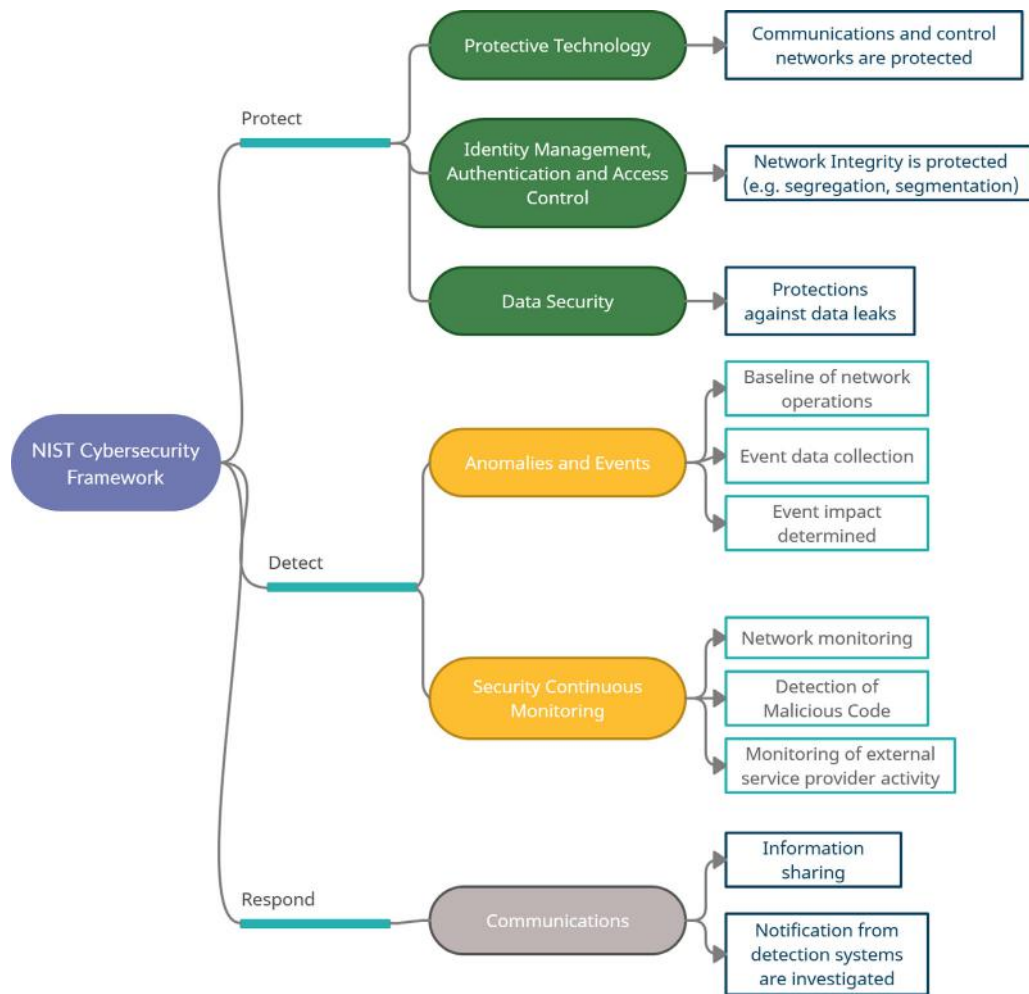 NIST Cybersecurity
Framework
Protect
Protective Technology
Communications and control
networks are protected
Identity Management,
Authentication and Access
Control
Network Integrity is protected
(e.g. segregation, segmentation)
Data Security
Protections
against data leaks
Detect
Anomalies and Events
Baseline of network
operations
Event data collection
Event impact
determined
Security Continuous
Monitoring
Network monitoring
Detection of
Malicious Code
Monitoring of external
service provider activity
Respond
Communications
Information
sharing
Notification from
detection systems
are investigated